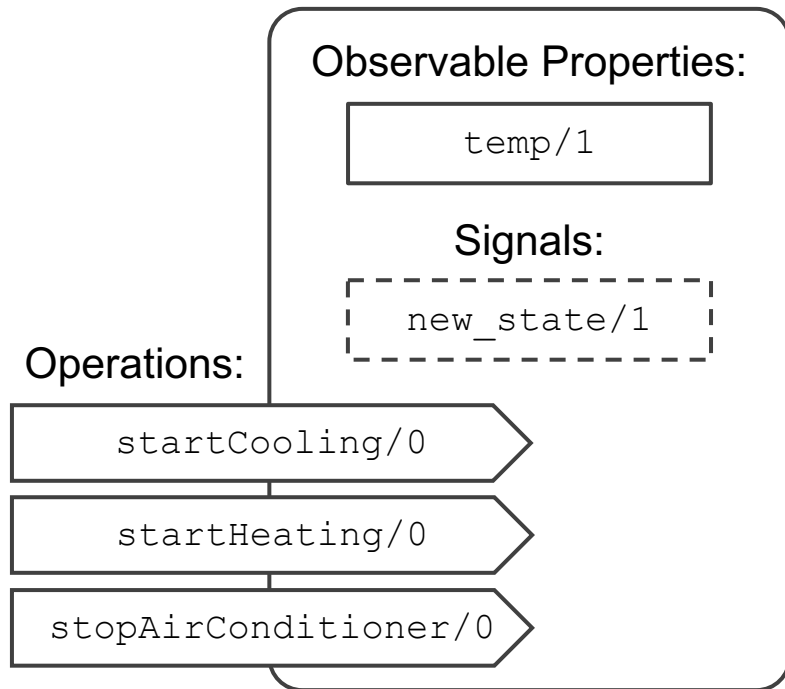 Observable Properties:
temp/1
Signals:
new_state/1
Operations:
startCooling/0
startHeating/0
stopAirConditioner/0